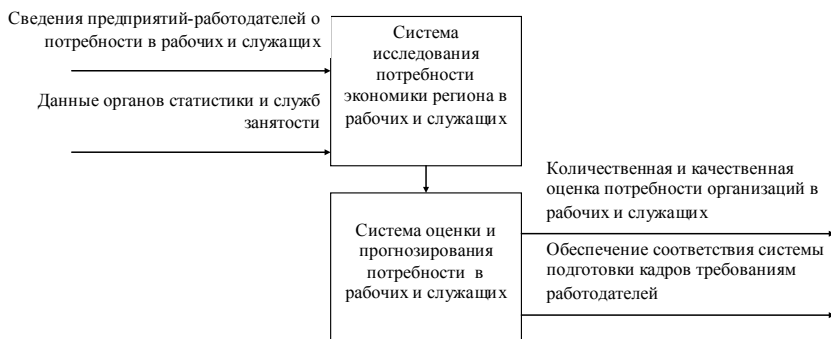 Сведения предприятий-работодателей о
потребности в рабочих и служащих
Данные органов статистики и служб
занятости
Система
исследования
потребности
экономики региона в
рабочих и служащих
Система оценки и
прогнозирования
потребности в
рабочих и служащих
Количественная и качественная
оценка потребности организаций в
рабочих и служащих
Обеспечение соответствия системы
подготовки кадров требованиям
работодателей